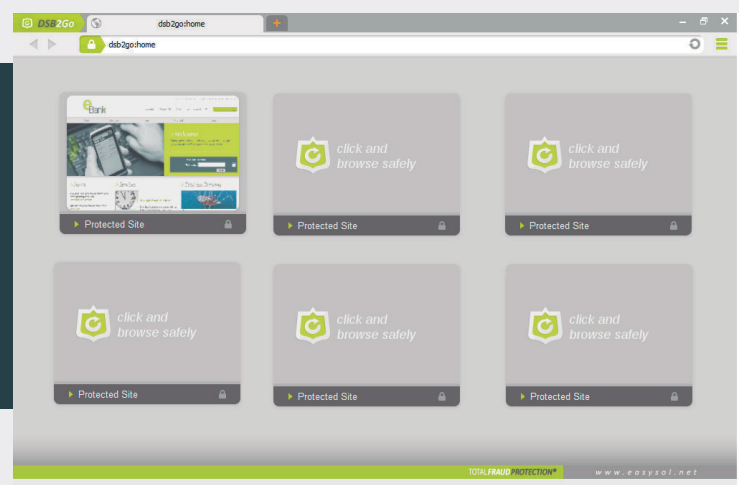 DSB2Go
dsb2go:home
dsb2go:home
eBank
click and
browse safely
click and
browse safely
Protected Site
Protected Site
Protected Site
click and
browse safely
click and
browse safely
click and
browse safely
Protected Site
Protected Site
Protected Site
TOTAL FRAUD PROTECTION®
www.easysol.net